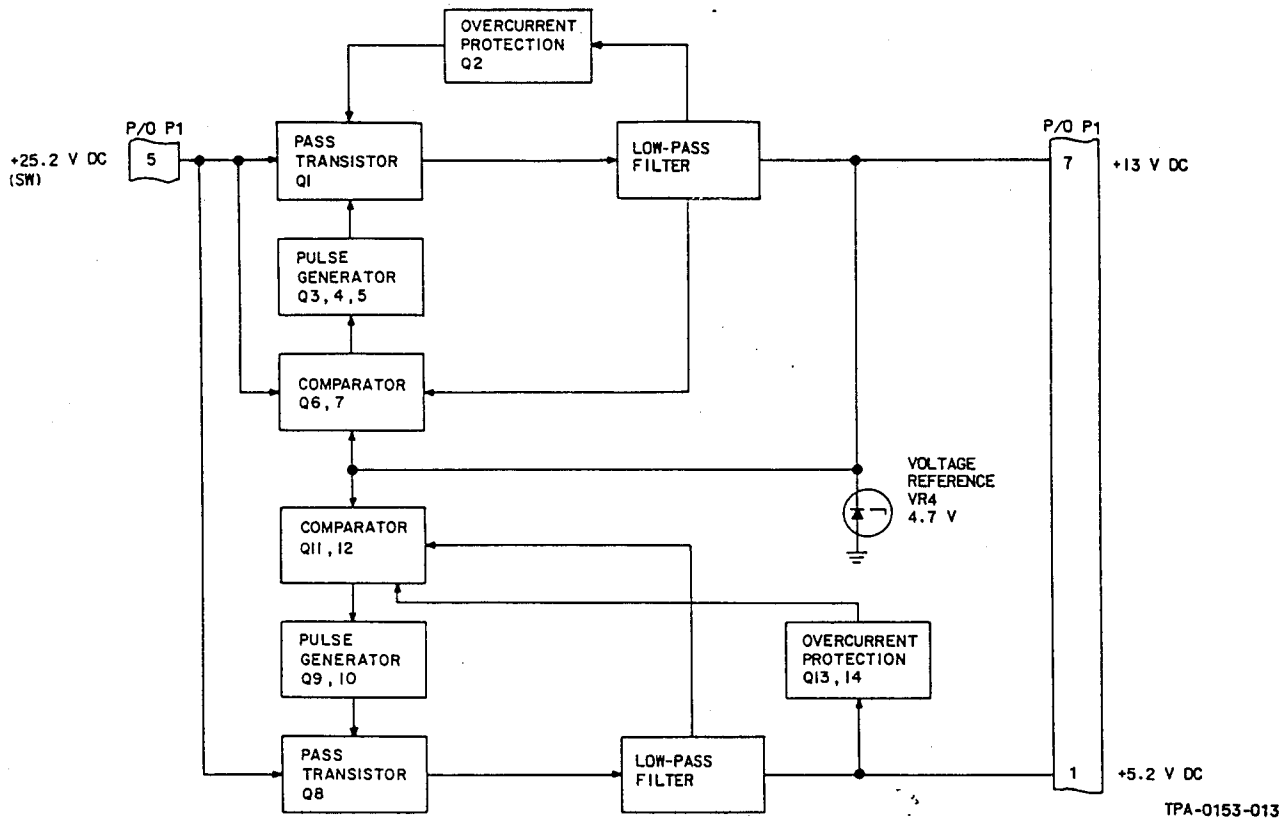 OVERCURRENT
PROTECTION
Q2
P/O P1
+25.2 V DC
(SW)
5
PASS
TRANSISTOR
Q1
LOW-PASS
FILTER
P/O P1
7
+13 V DC
PULSE
GENERATOR
Q3, 4, 5
COMPARATOR
Q6, 7
VOLTAGE
REFERENCE
VR4
4.7 V
COMPARATOR
Q11, 12
PULSE
GENERATOR
Q9, 10
OVERCURRENT
PROTECTION
Q13, 14
PASS
TRANSISTOR
Q8
LOW-PASS
FILTER
1
+5.2 V DC
TPA-0153-013